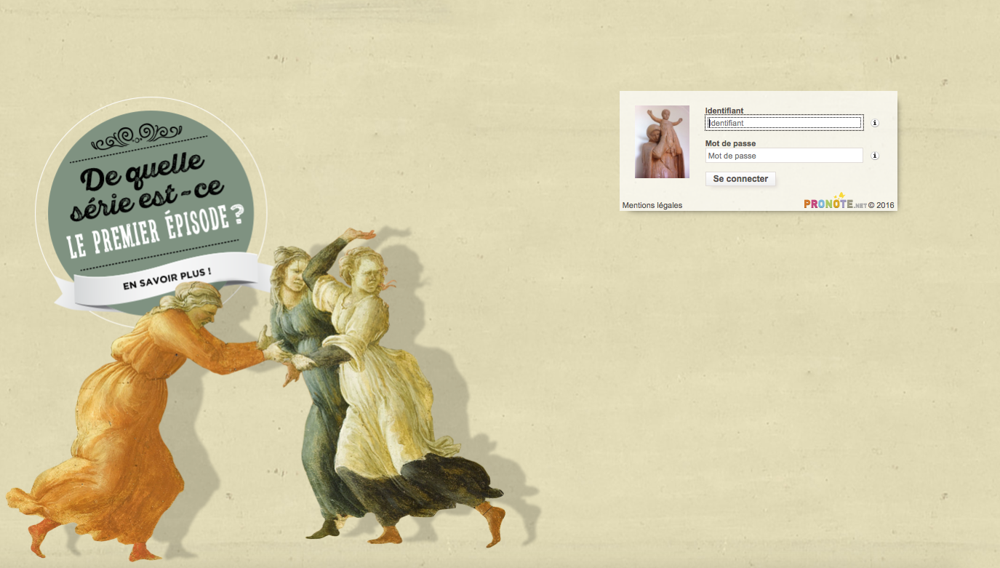 De quelle
série est-ce
LE PREMIER ÉPISODE ?
EN SAVOIR PLUS !
Identifiant
Identifiant
Mot de passe
Mot de passe
Se connecter
Mentions légales
PRONOTE.NET © 2016